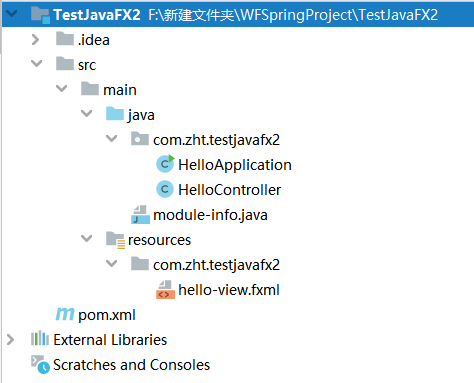 TestJavaFX2 F:\新建文件夹\WFSpringProject\TestJavaFX2
.idea
src
main
java
com.zht.testjavafx2
HelloApplication
HelloController
module-info.java
resources
com.zht.testjavafx2
hello-view.fxml
pom.xml
External Libraries
Scratches and Consoles